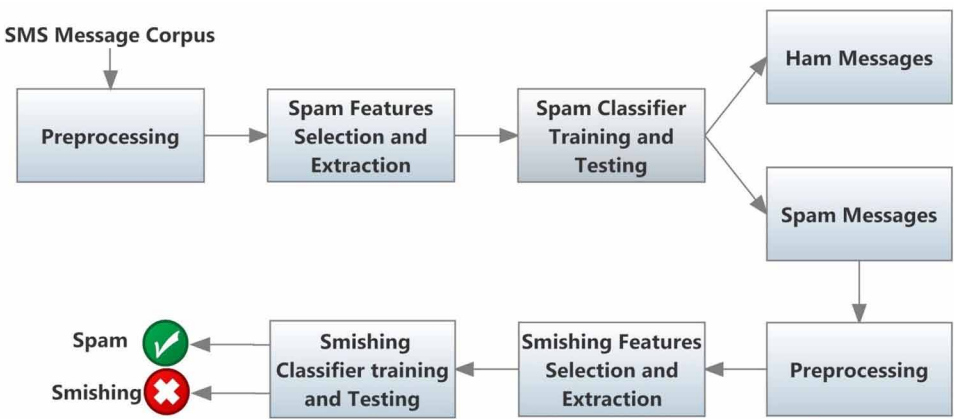 SMS Message Corpus
Preprocessing
Spam Features
Selection and
Extraction
Spam Classifier
Training and
Testing
Ham Messages
Spam Messages
Preprocessing
Smishing Features
Selection and
Extraction
Smishing
Classifier training
and Testing
Spam
Smishing